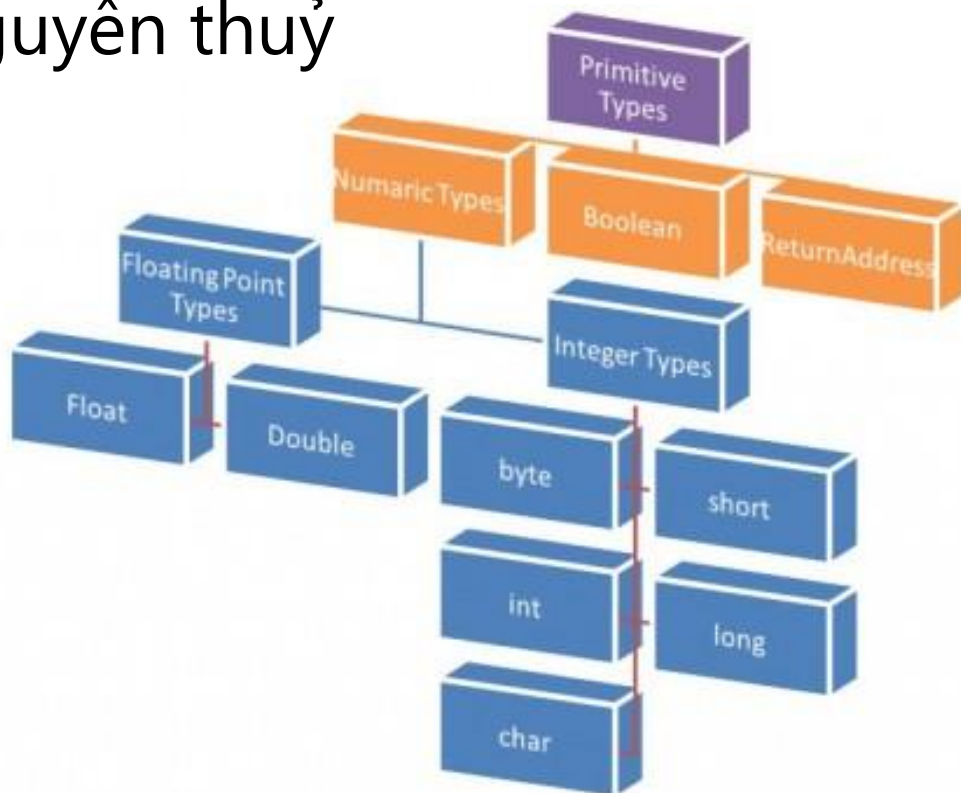 guyên thuỷ
Primitive
Types
Numaric Types
Boolean
ReturnAddress
Floating Point
Types
Integer Types
Float
Double
byte
short
int
long
char